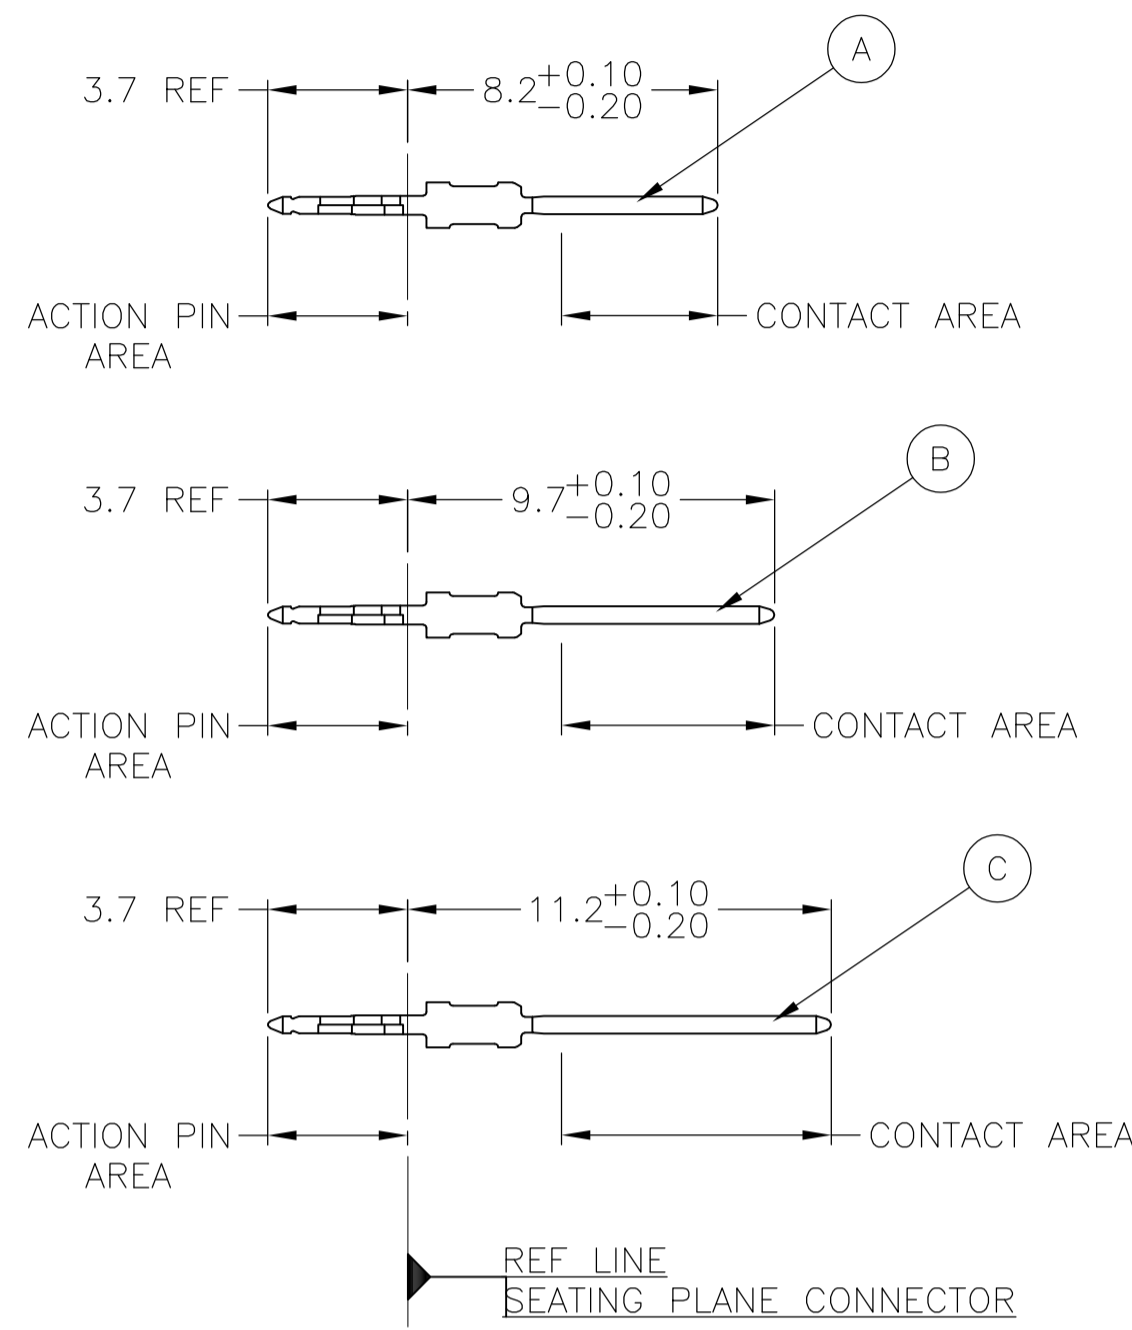 A
3.7 REF
8.2 +0.10
-0.20
ACTION PIN
AREA
CONTACT AREA
B
3.7 REF
9.7 +0.10
-0.20
ACTION PIN
AREA
CONTACT AREA
C
3.7 REF
11.2 +0.10
-0.20
ACTION PIN
AREA
CONTACT AREA
REF LINE
SEATING PLANE CONNECTOR